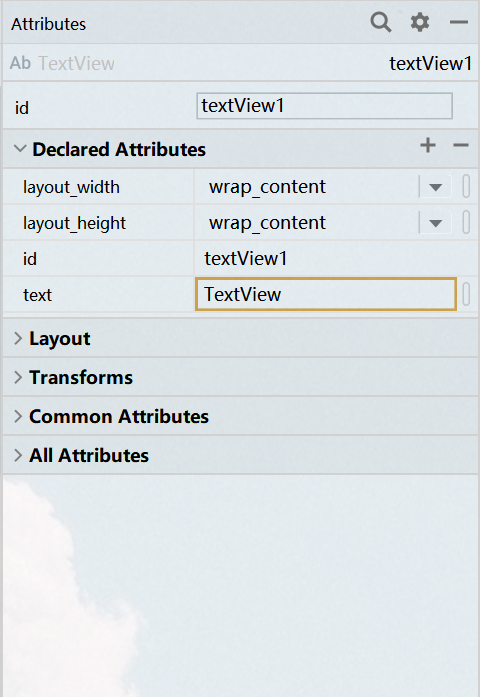 Attributes
Ab TextView textView1
id textView1
Declared Attributes
layout_width wrap_content
layout_height wrap_content
id textView1
text TextView
Layout
Transforms
Common Attributes
All Attributes